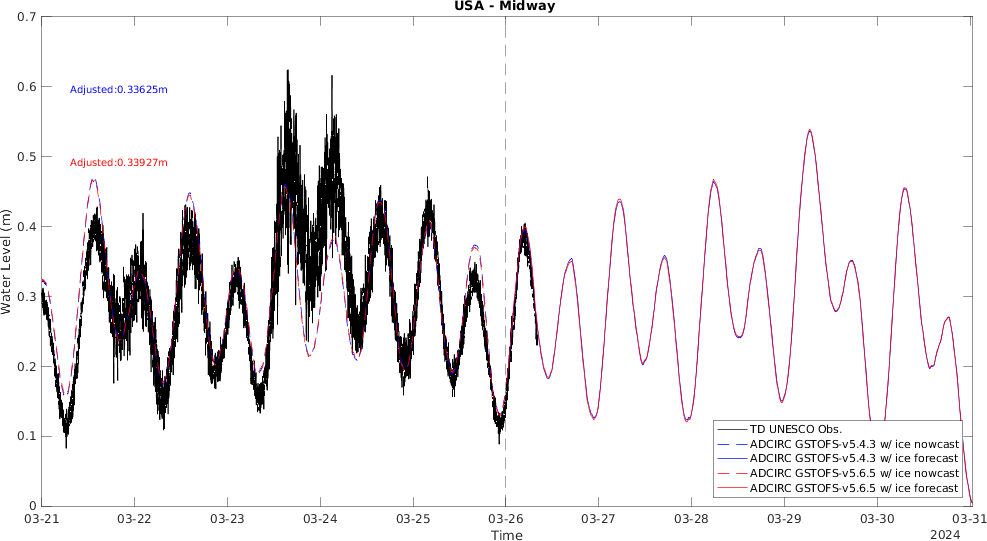 USA - Midway
0.7
0.6
0.5
0.4
0.3
0.2
0.1
0
Water Level (m)
Adjusted:0.33625m
Adjusted:0.33927m
TD UNESCO Obs.
ADCIRC GSTOFS-v5.4.3 w/ ice nowcast
ADCIRC GSTOFS-v5.4.3 w/ ice forecast
ADCIRC GSTOFS-v5.6.5 w/ ice nowcast
ADCIRC GSTOFS-v5.6.5 w/ ice forecast
03-21 03-22 03-23 03-24 03-25 03-26 03-27 03-28 03-29 03-30 03-31
Time
2024